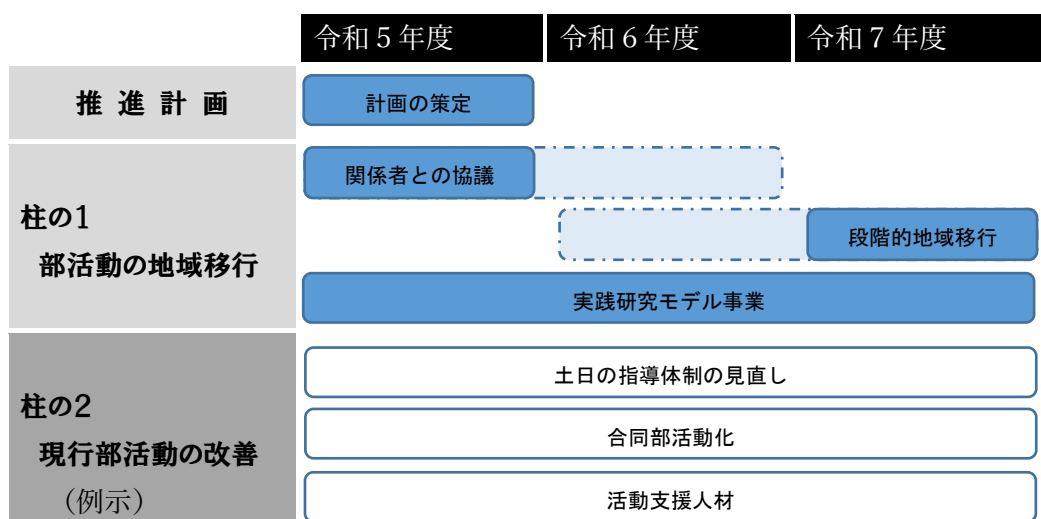 令和５年度 令和６年度 令和７年度
推 進 計 画
計画の策定
柱の1
部活動の地域移行
関係者との協議
段階的地域移行
実践研究モデル事業
柱の2
現行部活動の改善
（例示）
土日の指導体制の見直し
合同部活動化
活動支援人材